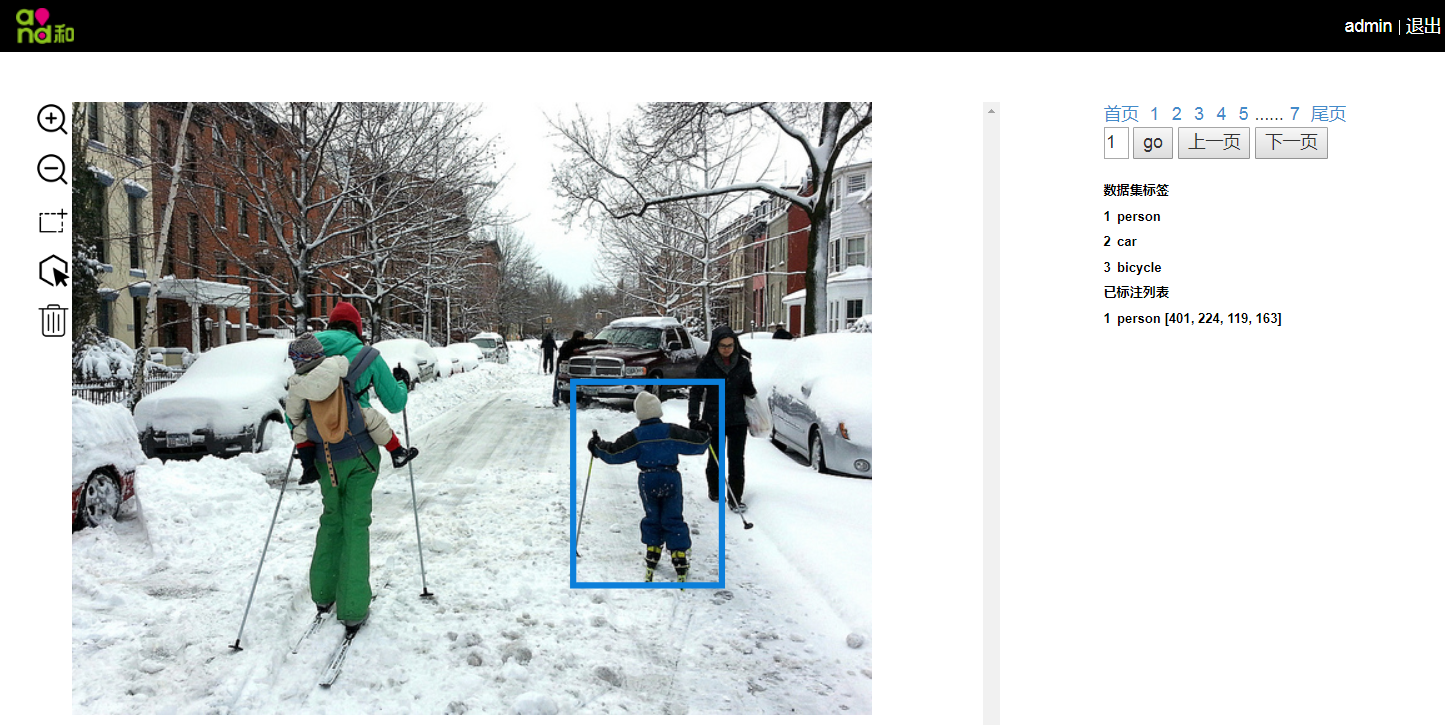 and和
admin | 退出
首页 1 2 3 4 5 ...... 7 尾页
1 go 上一页 下一页
数据集标签
1 person
2 car
3 bicycle
已标注列表
1 person [401, 224, 119, 163]